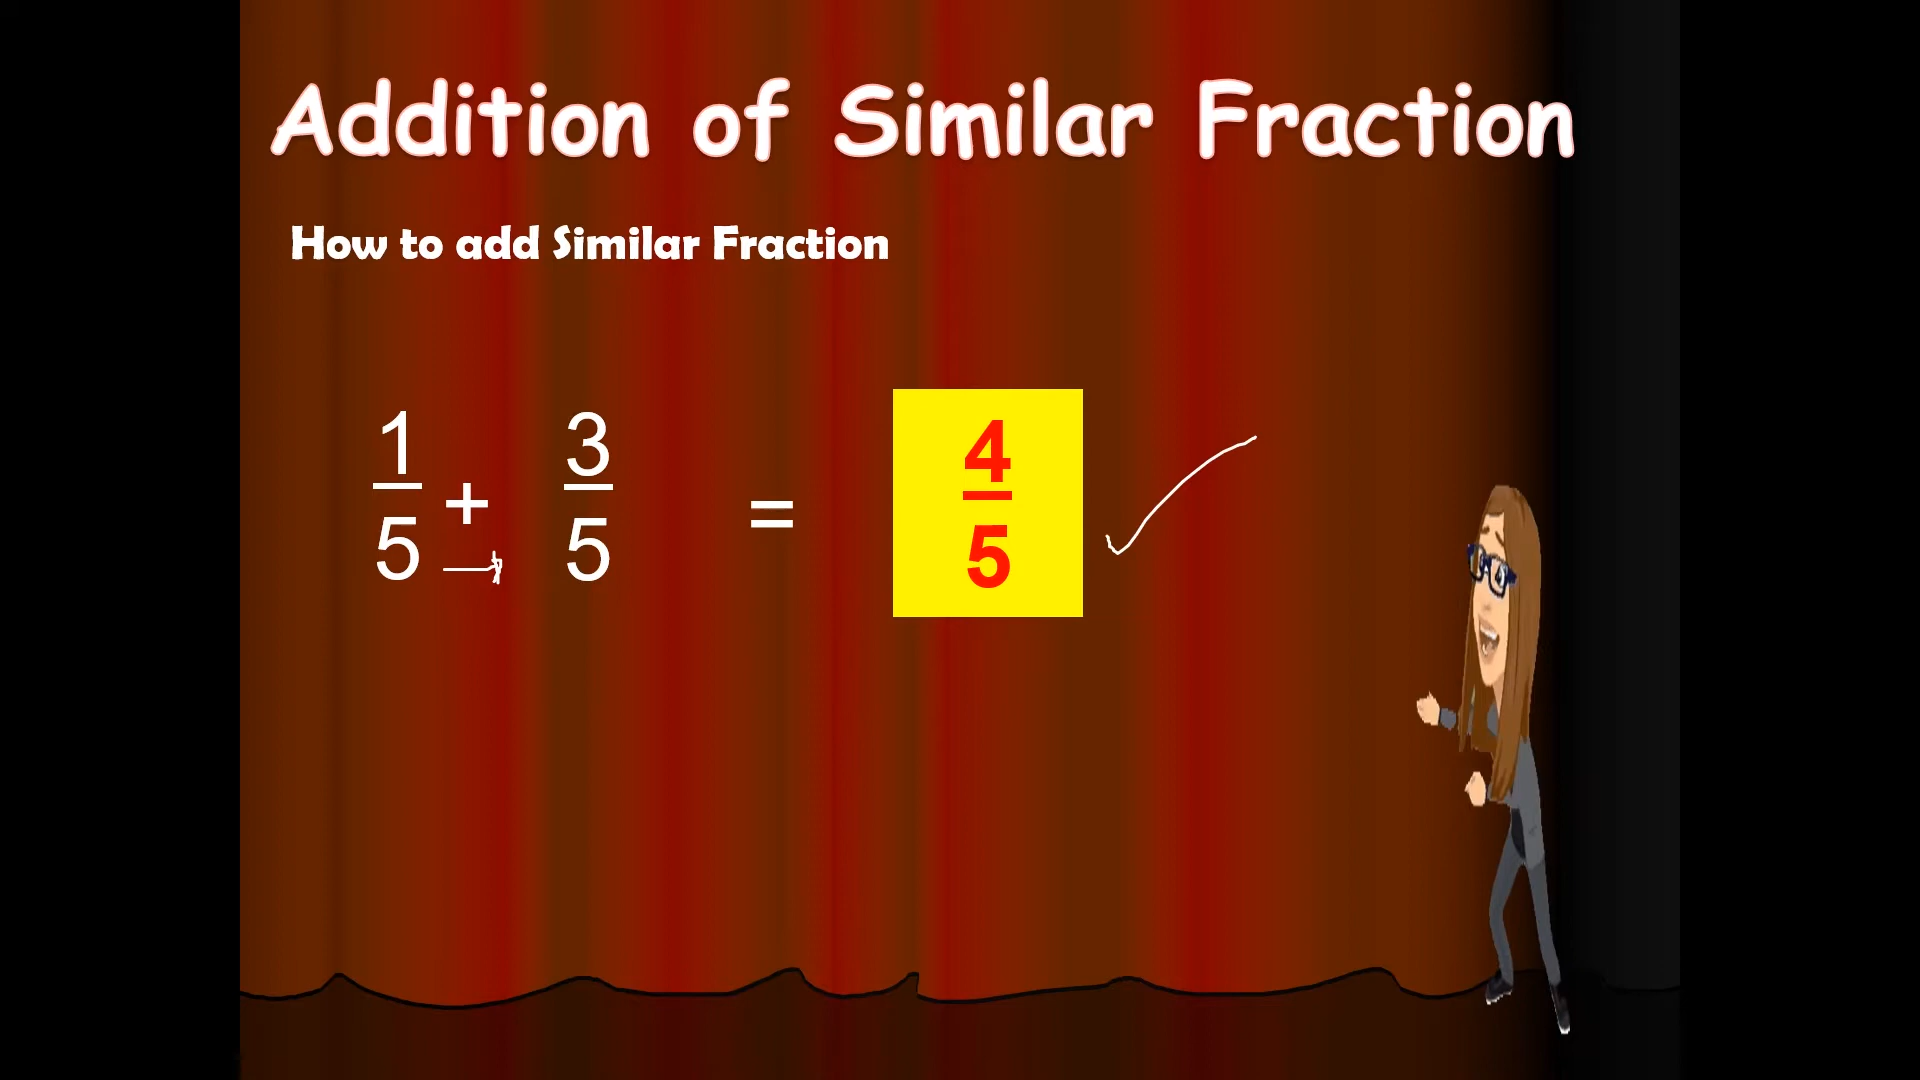 Addition of Similar Fraction
How to add Similar Fraction
1/5 + 3/5 = 4/5